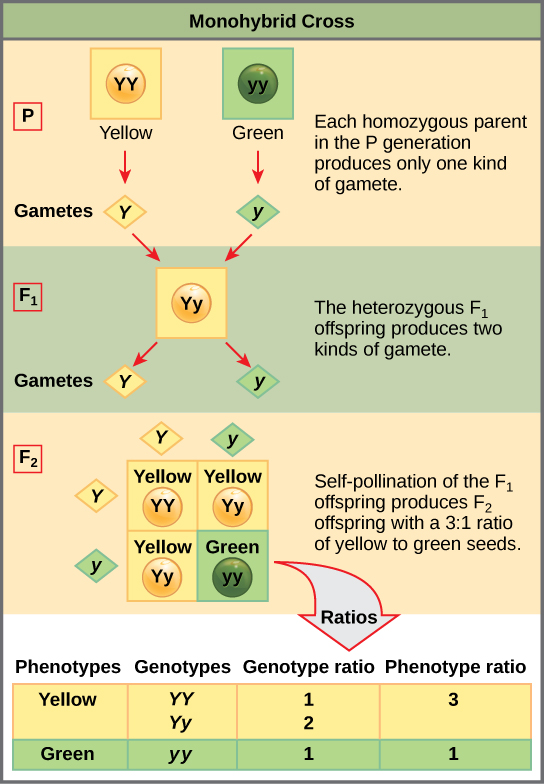 Monohybrid Cross
P
YY
yy
Yellow
Green
Each homozygous parent
in the P generation
produces only one kind
of gamete.
Gametes
Y
y
F1
Yy
The heterozygous F1
offspring produces two
kinds of gamete.
Gametes
Y
y
F2
Y
y
Y
y
Yellow
YY
Yellow
Yy
Yellow
Yy
Green
yy
Self-pollination of the F1
offspring produces F2
offspring with a 3:1 ratio
of yellow to green seeds.
Ratios
Phenotypes Genotypes Genotype ratio Phenotype ratio
Yellow YY 1 3
Yy 2
Green yy 1 1